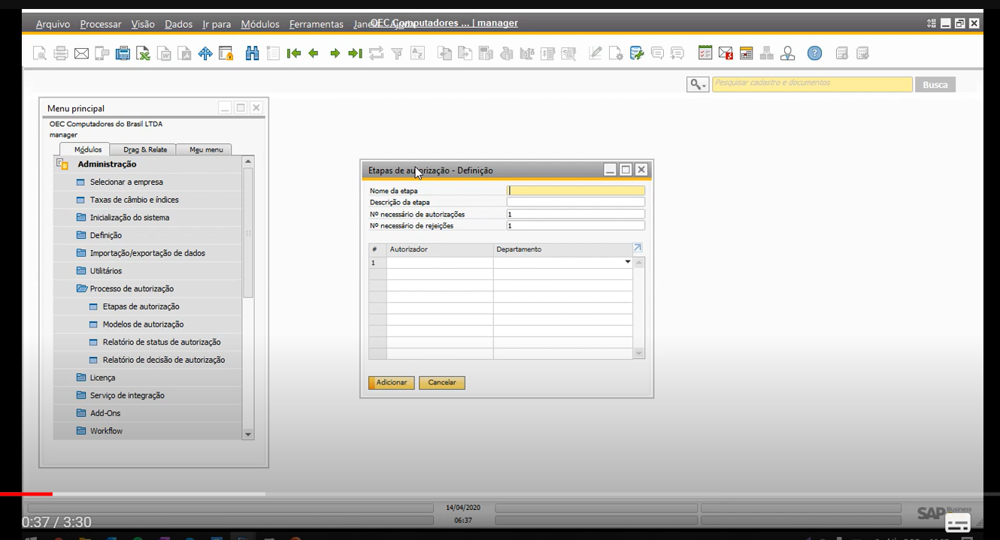 Arquivo Processar Visão Dados Ir para Módulos Ferramentas
OEC Computadores ... | manager
Pesquisar cadastro e documentos
Busca
Menu principal
OEC Computadores do Brasil LTDA
manager
Módulos Drag & Relate Meu menu
Administração
Selecionar a empresa
Taxas de câmbio e índices
Inicialização do sistema
Definição
Importação/exportação de dados
Utilitários
Processo de autorização
Etapas de autorização
Modelos de autorização
Relatório de status de autorização
Relatório de decisão de autorização
Licença
Serviço de integração
Add-Ons
Workflow
Etapas de autorização - Definição
Nome da etapa
Descrição da etapa
Nº necessário de autorizações 1
Nº necessário de rejeições 1
# Autorizador Departamento
1
Adicionar Cancelar
14/04/2020
06:37
SAP Business
0:37 / 3:30